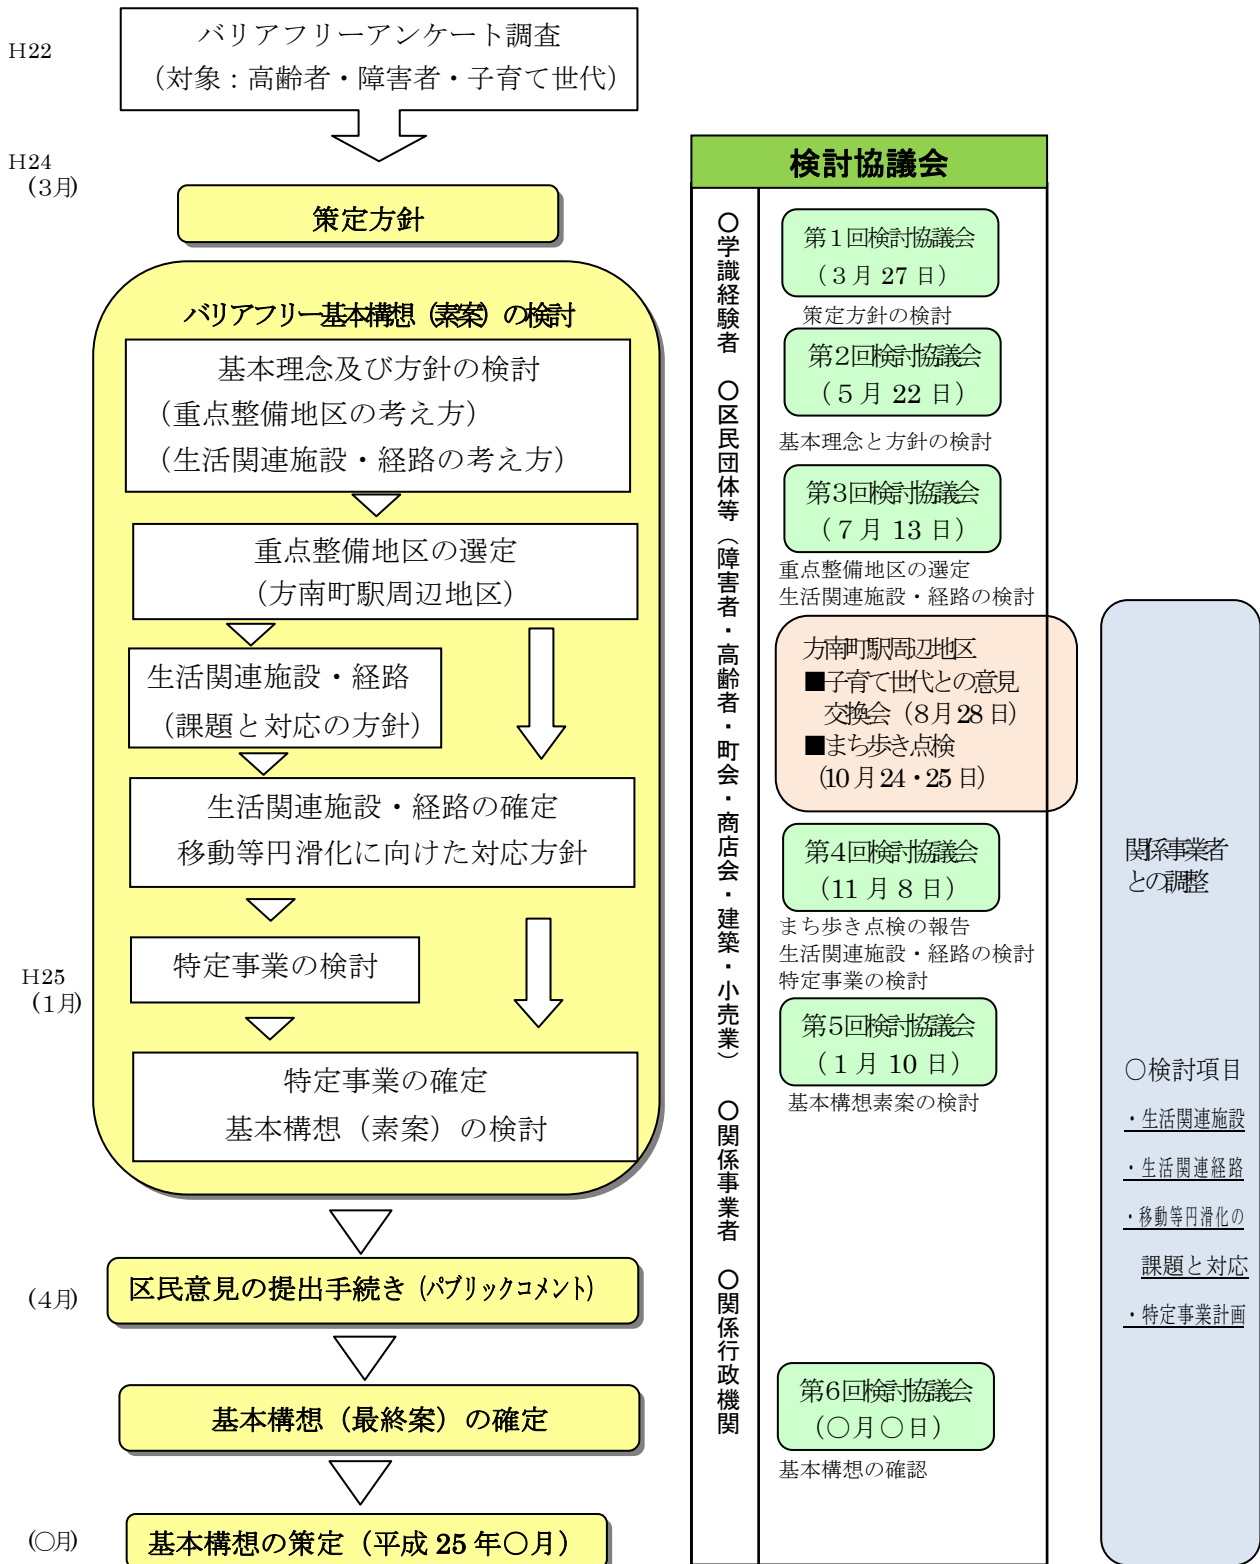 H22
バリアフリーアンケート調査
(対象:高齢者・障害者・子育て世代)
H24
(3月)
策定方針
バリアフリー基本構想(素案)の検討
基本理念及び方針の検討
(重点整備地区の考え方)
(生活関連施設・経路の考え方)
重点整備地区の選定
(方南町駅周辺地区)
生活関連施設・経路
(課題と対応の方針)
生活関連施設・経路の確定
移動等円滑化に向けた対応方針
H25
(1月)
特定事業の検討
特定事業の確定
基本構想(素案)の検討
(4月)
区民意見の提出手続き(パブリックコメント)
基本構想(最終案)の確定
(○月)
基本構想の策定(平成 25 年○月)
検討協議会
○学識経験者 ○区民団体等(障害者・高齢者・町会・商店会・建築・小売業) ○関係事業者 ○関係行政機関
第1回検討協議会
(3月 27 日)
策定方針の検討
第2回検討協議会
(5月 22 日)
基本理念と方針の検討
第3回検討協議会
(7月 13 日)
重点整備地区の選定
生活関連施設・経路の検討
方南町駅周辺地区
■子育て世代との意見
交換会(8月28日)
■まち歩き点検
(10月24・25日)
第4回検討協議会
(11 月 8 日)
まち歩き点検の報告
生活関連施設・経路の検討
特定事業の検討
第5回検討協議会
(1月 10 日)
基本構想素案の検討
第6回検討協議会
(○月○日)
基本構想の確認
関係事業者
との調整
○検討項目
・生活関連施設
・生活関連経路
・移動等円滑化の
課題と対応
・特定事業計画